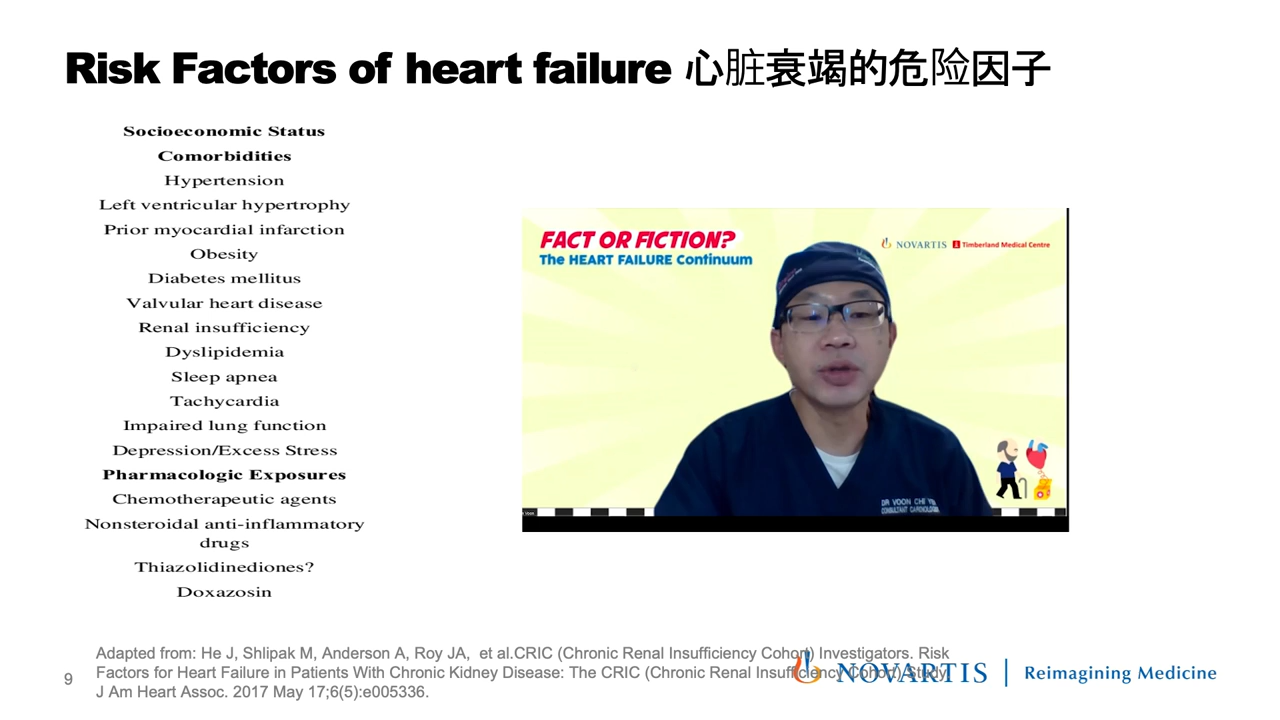 Risk Factors of heart failure 心脏衰竭的危险因子
Socioeconomic Status
Comorbidities
Hypertension
Left ventricular hypertrophy
Prior myocardial infarction
Obesity
Diabetes mellitus
Valvular heart disease
Renal insufficiency
Dyslipidemia
Sleep apnea
Tachycardia
Impaired lung function
Depression/Excess Stress
Pharmacologic Exposures
Chemotherapeutic agents
Nonsteroidal anti-inflammatory
drugs
Thiazolidinediones?
Doxazosin
FACT OR FICTION?
The HEART FAILURE Continuum
NOVARTIS Timberland Medical Centre
DR VOON CHI
CONSULTANT CARDIOLOGIST
Adapted from: He J, Shlipak M, Anderson A, Roy JA, et al.CRIC (Chronic Renal Insufficiency Cohort) Investigators. Risk
Factors for Heart Failure in Patients With Chronic Kidney Disease: The CRIC (Chronic Renal Insufficiency Cohort) Study.
J Am Heart Assoc. 2017 May 17;6(5):e005336.
9
NOVARTIS | Reimagining Medicine